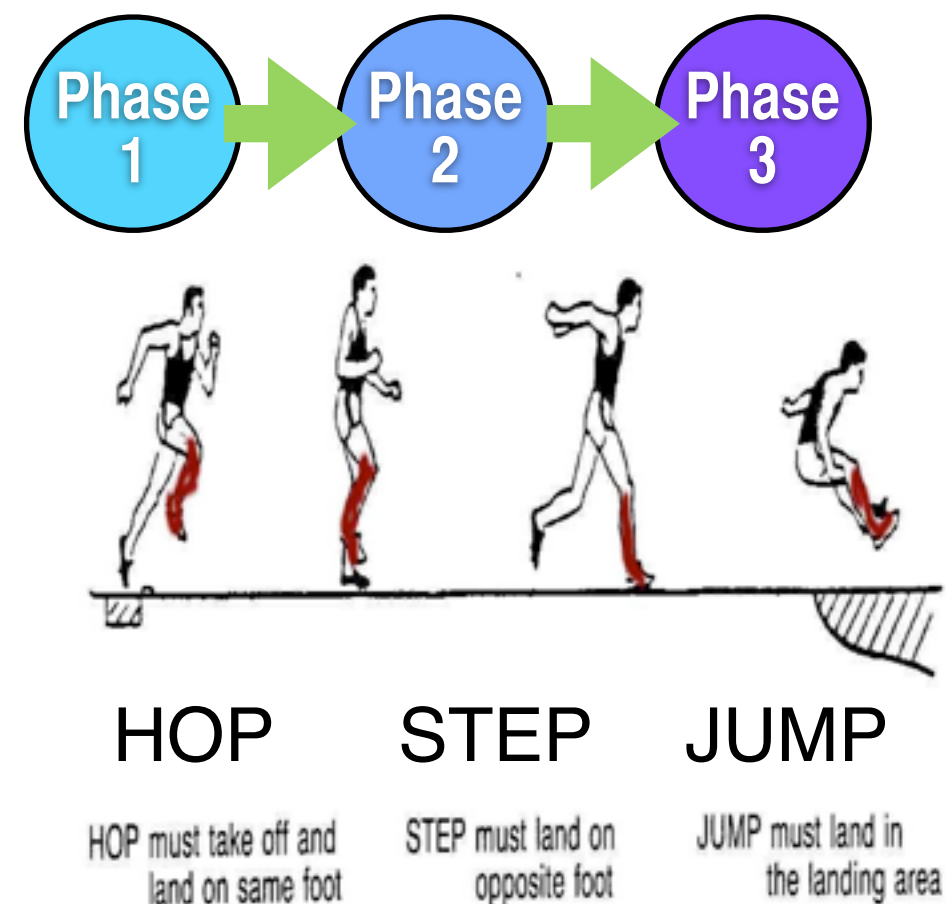 Phase
1
Phase
2
Phase
3
HOP
STEP
JUMP
HOP must take off and
land on same foot
STEP must land on
opposite foot
JUMP must land in
the landing area